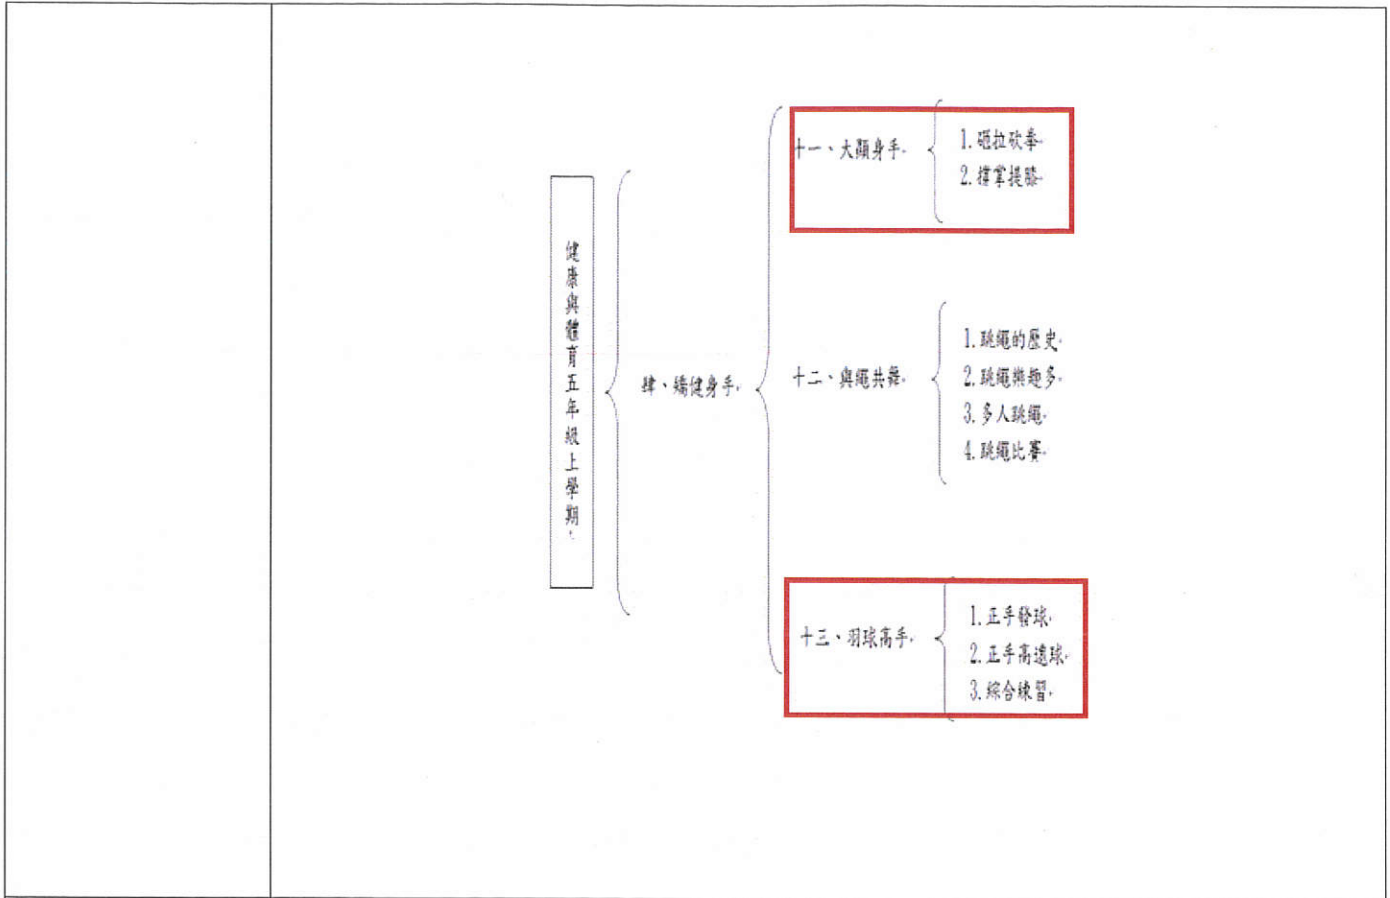 健康與體育五年級上學期
肆、矯健身手
十一、大顯身手
1.砸拉砍拳
2.撐掌提膝
十二、與繩共舞
1.跳繩的歷史
2.跳繩樂趣多
3.多人跳繩
4.跳繩比賽
十三、羽球高手
1.正手發球
2.正手高遠球
3.綜合練習